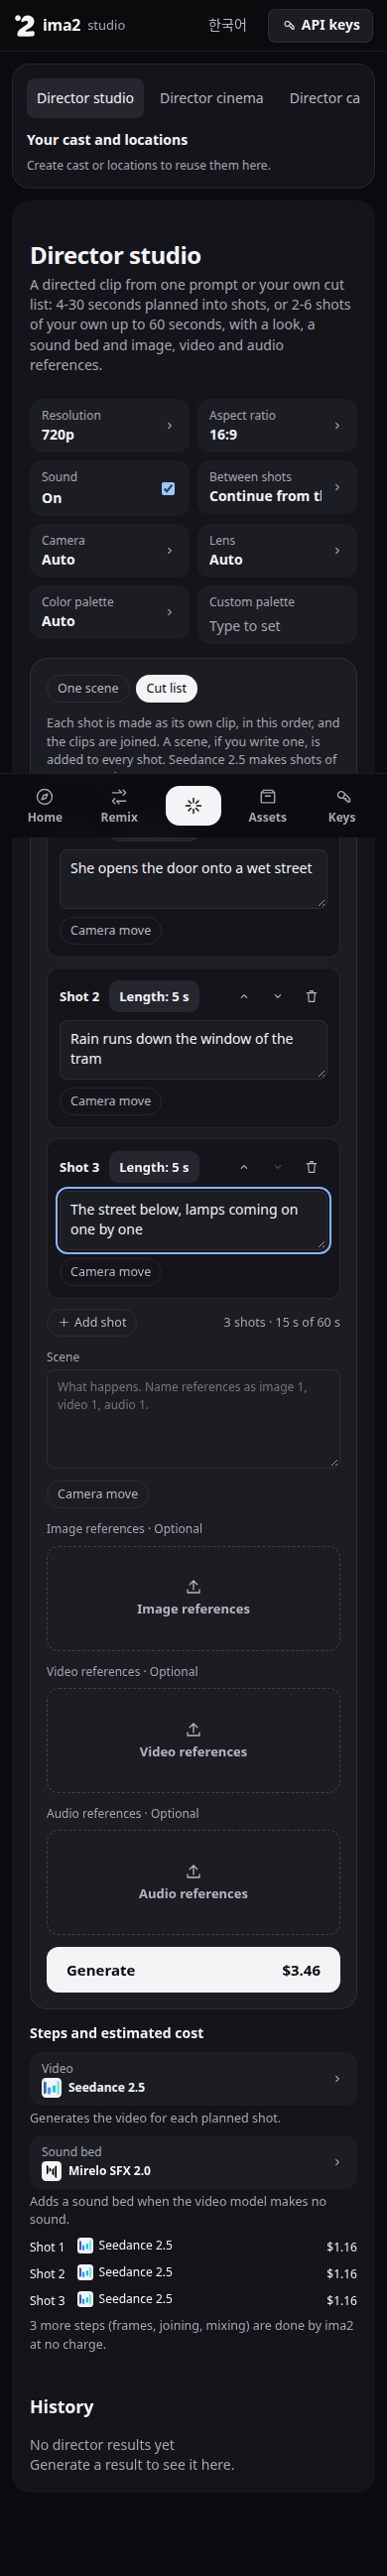 ima2 studio
한국어
API keys
Director studio
Director cinema
Director ca
Your cast and locations
Create cast or locations to reuse them here.
Director studio
A directed clip from one prompt or your own cut
list: 4-30 seconds planned into shots, or 2-6 shots
of your own up to 60 seconds, with a look, a
sound bed and image, video and audio
references.
Resolution
720p
Aspect ratio
16:9
Sound
On
Between shots
Continue from t
Camera
Auto
Lens
Auto
Color palette
Auto
Custom palette
Type to set
One scene
Cut list
Each shot is made as its own clip, in this order, and
the clips are joined. A scene, if you write one, is
added to every shot. Seedance 2.5 makes shots of
Home
Remix
Assets
Keys
She opens the door onto a wet street
Camera move
Shot 2
Length: 5 s
Rain runs down the window of the
tram
Camera move
Shot 3
Length: 5 s
The street below, lamps coming on
one by one
Camera move
+ Add shot
3 shots · 15 s of 60 s
Scene
What happens. Name references as image 1,
video 1, audio 1.
Camera move
Image references · Optional
Image references
Video references · Optional
Video references
Audio references · Optional
Audio references
Generate $3.46
Steps and estimated cost
Video
Seedance 2.5
Generates the video for each planned shot.
Sound bed
Mirelo SFX 2.0
Adds a sound bed when the video model makes no
sound.
Shot 1 Seedance 2.5 $1.16
Shot 2 Seedance 2.5 $1.16
Shot 3 Seedance 2.5 $1.16
3 more steps (frames, joining, mixing) are done by ima2
at no charge.
History
No director results yet
Generate a result to see it here.